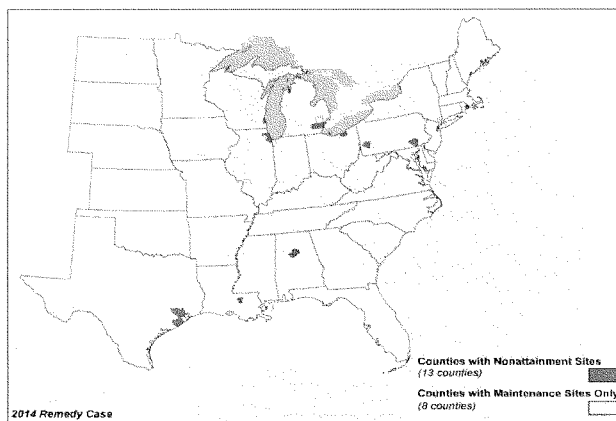 Counties with Nonattainment Sites
(13 counties)
Counties with Maintenance Sites Only
(8 counties)
2014 Remedy Case